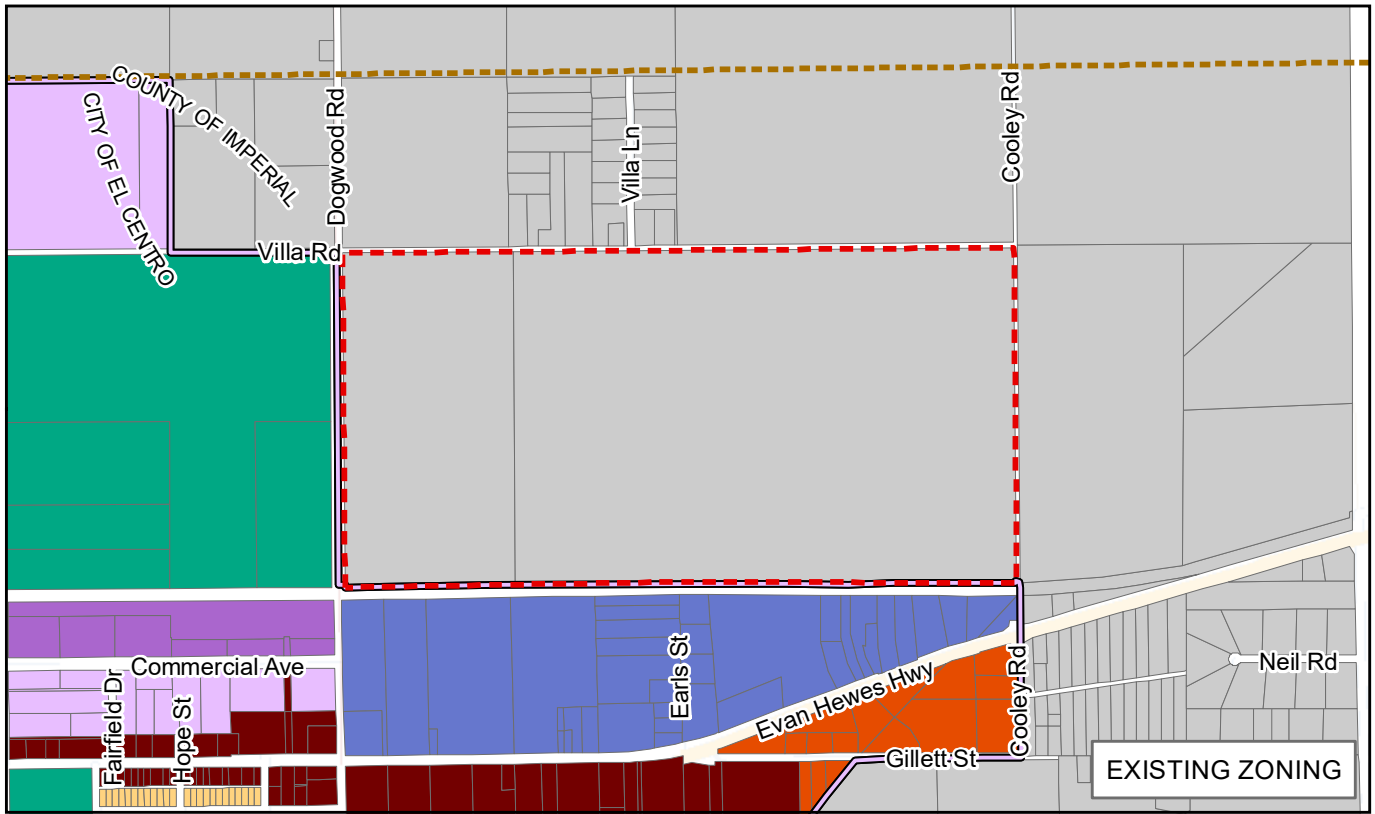 COUNTY OF IMPERIAL
CITY OF EL CENTRO
Dogwood Rd
Villa Ln
Cooley Rd
Villa Rd
Commercial Ave
Fairfield Dr
Hope St
Earls St
Evan Hewes Hwy
Cooley Rd
Neil Rd
Gillett St
EXISTING ZONING